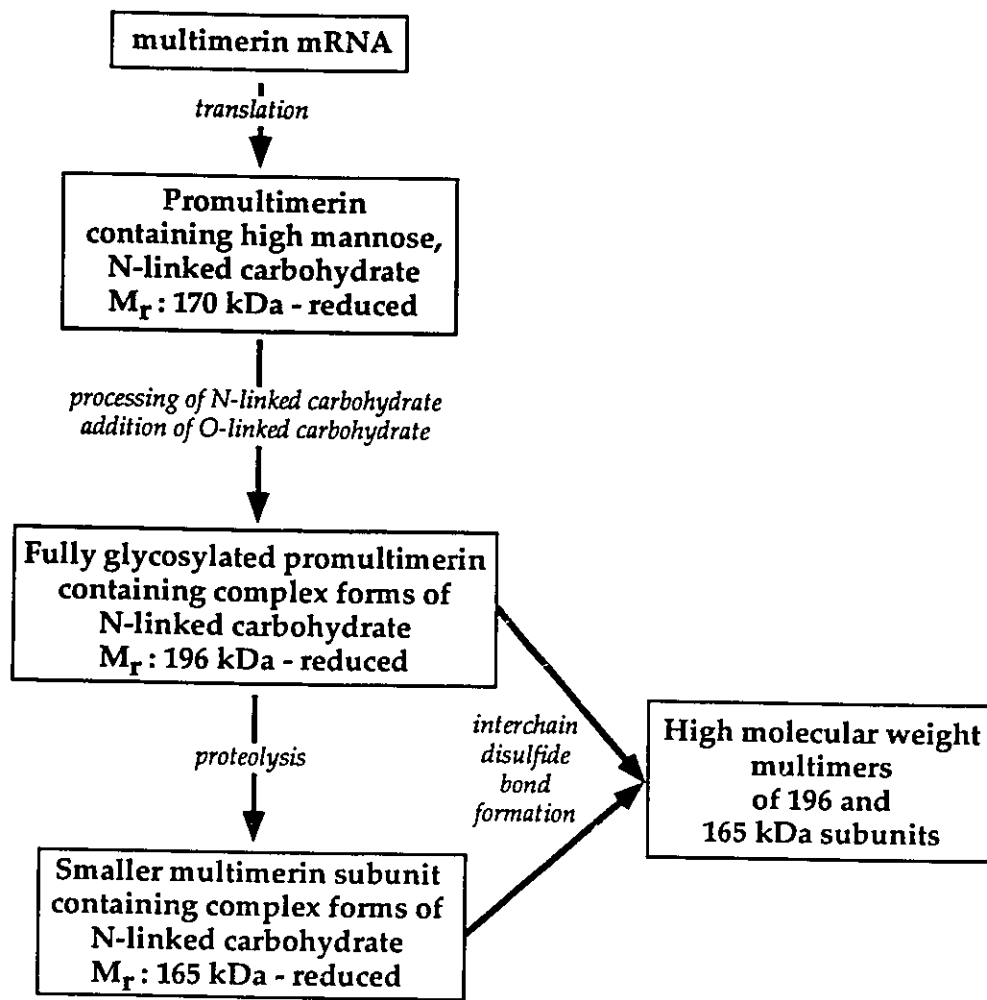 multimerin mRNA
translation
Promultimerin
containing high mannose,
N-linked carbohydrate
Mr : 170 kDa - reduced
processing of N-linked carbohydrate
addition of O-linked carbohydrate
Fully glycosylated promultimerin
containing complex forms of
N-linked carbohydrate
Mr : 196 kDa - reduced
proteolysis
interchain
disulfide
bond
formation
High molecular weight
multimers
of 196 and
165 kDa subunits
Smaller multimerin subunit
containing complex forms of
N-linked carbohydrate
Mr : 165 kDa - reduced